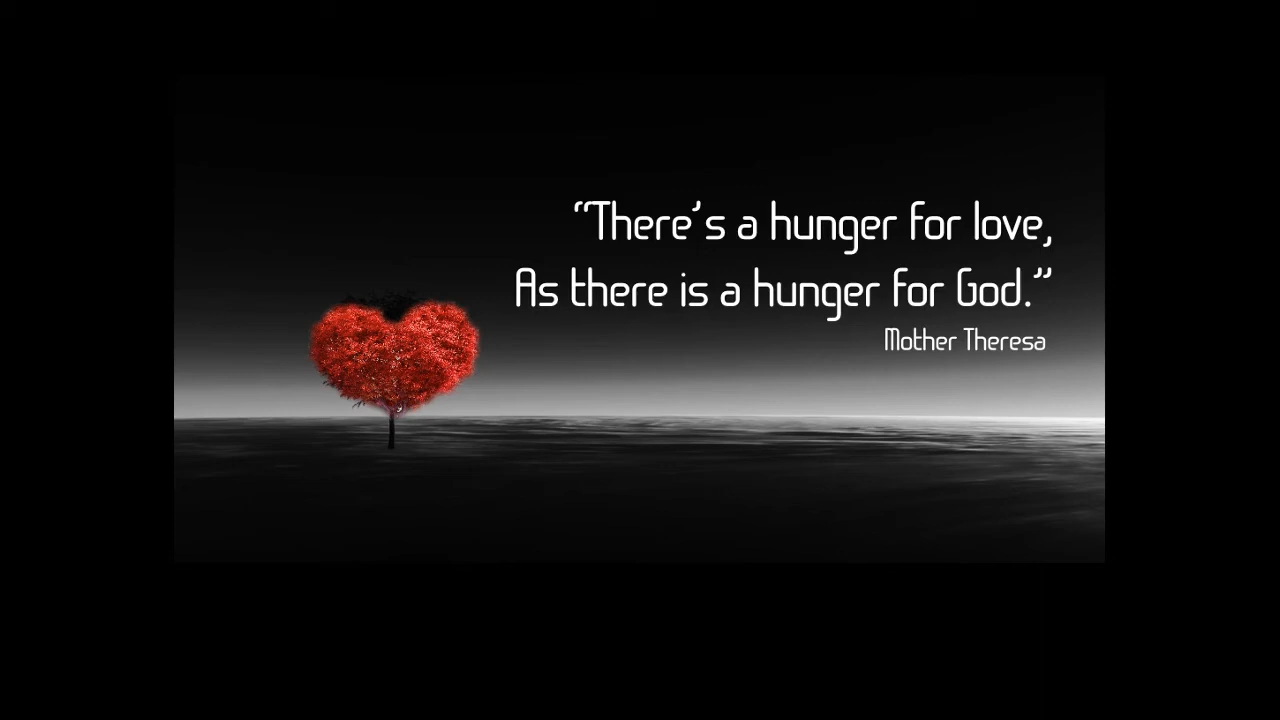 “There’s a hunger for love,
As there is a hunger for God.”
Mother Theresa